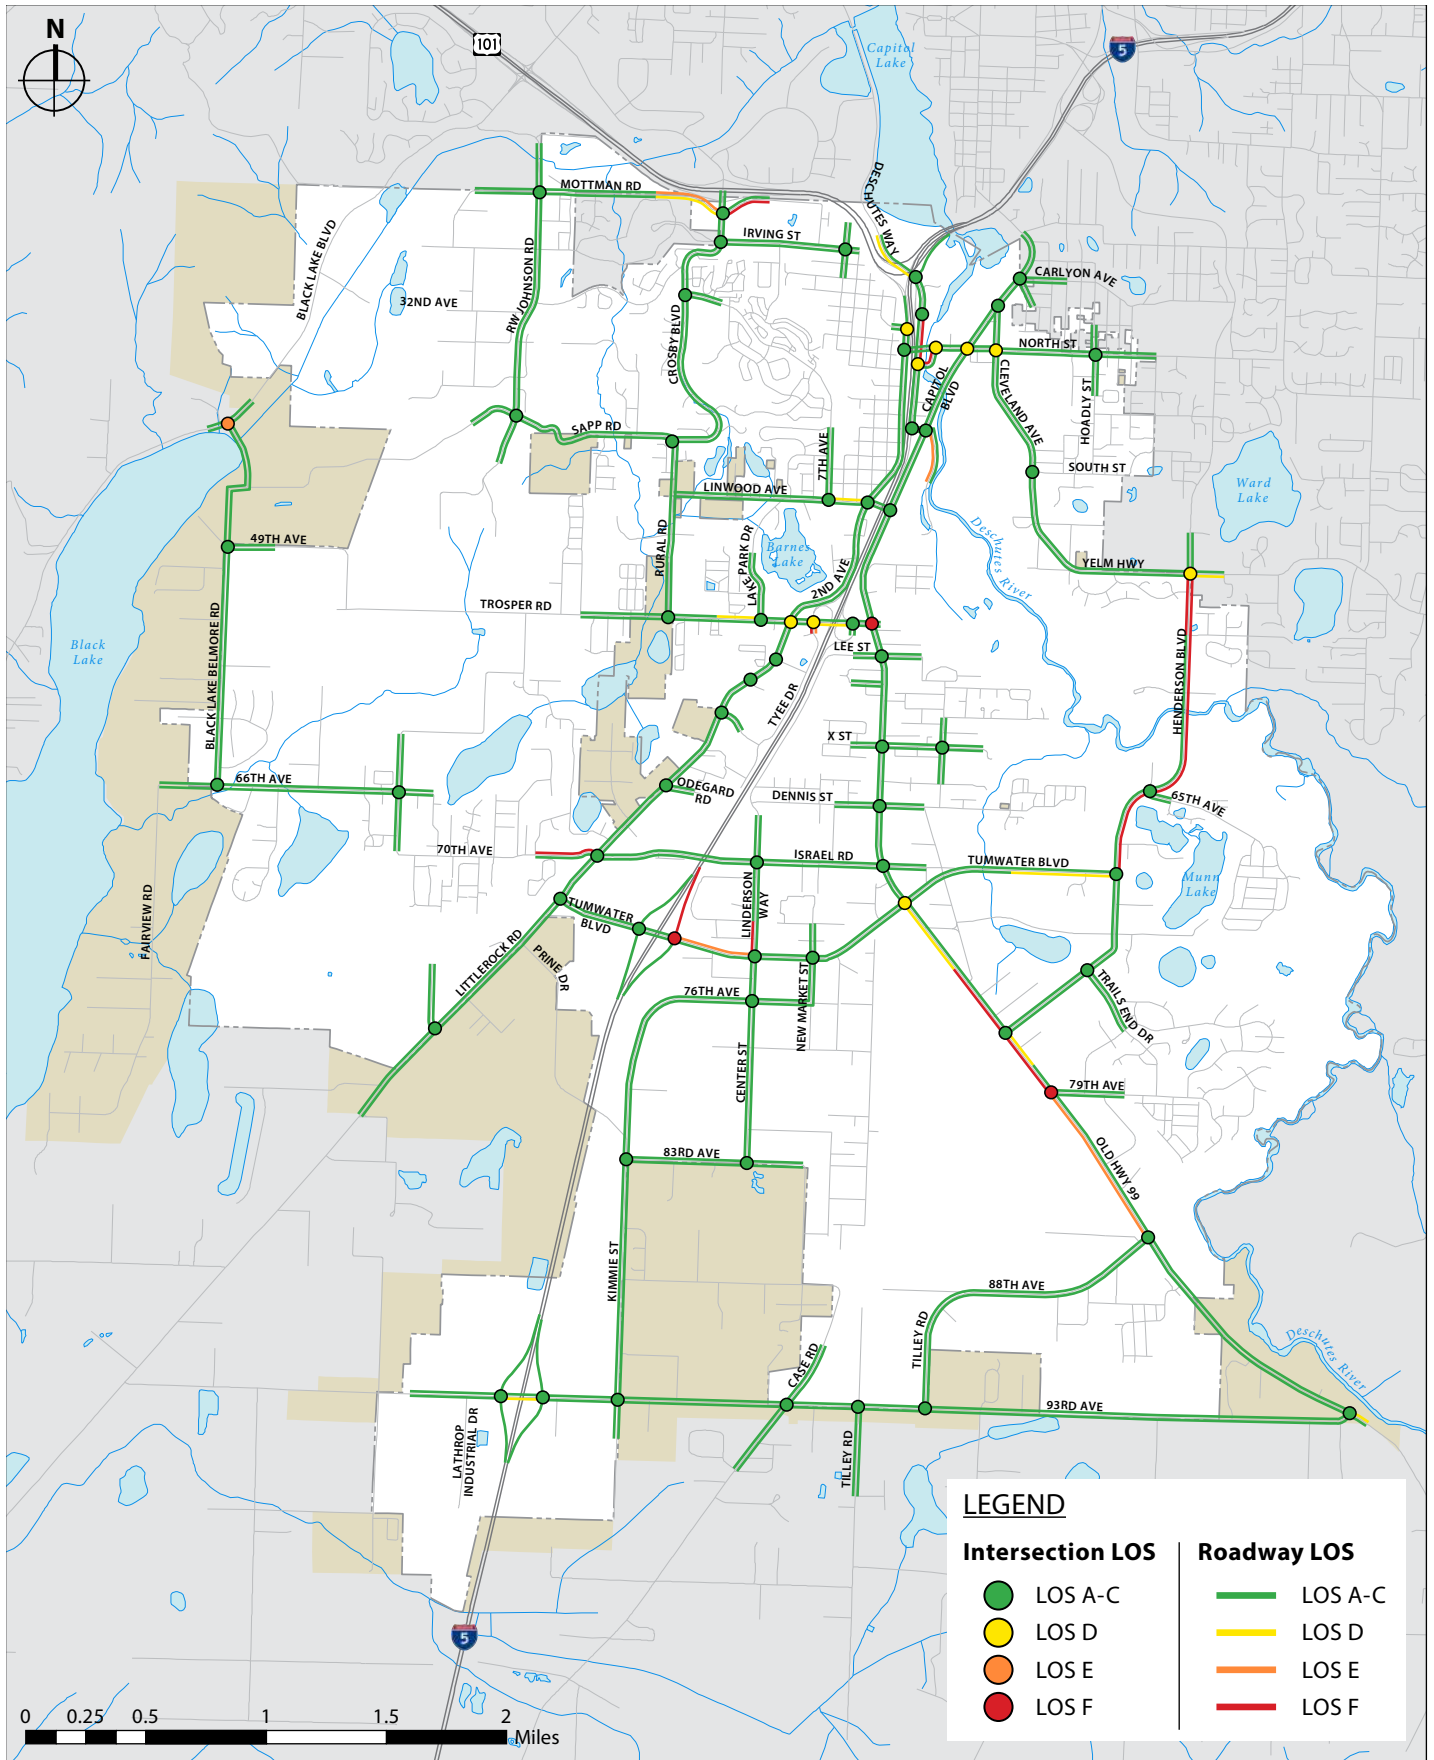 N
101
5
Capitol
Lake
DESCHUTES WAY
MOTTMAN RD
IRVING ST
BLACK LAKE BLVD
RW JOHNSON RD
32ND AVE
CROSBY BLVD
CARLYON AVE
NORTH ST
CAPITOL
BLVD
CLEVELAND AVE
HOADLY ST
SAPP RD
7TH AVE
SOUTH ST
Ward
Lake
LINWOOD AVE
49TH AVE
RURAL RD
LAKE PARK DR
Barnes
Lake
Deschutes
River
YELM HWY
2ND AVE
TROSPER RD
LEE ST
Black
Lake
BLACK LAKE BELMORE RD
TYEE DR
HENDERSON BLVD
X ST
66TH AVE
ODEGARD
RD
DENNIS ST
65TH AVE
70TH AVE
ISRAEL RD
TUMWATER BLVD
Munn
Lake
FAIRVIEW RD
TUMWATER
BLVD
LINDERSON
WAY
LITTLEROCK RD
PRINE DR
76TH AVE
NEW MARKET ST
TRAILS END DR
CENTER ST
79TH AVE
83RD AVE
OLD HWY 99
KIMMIE ST
88TH AVE
TILLEY RD
CASE RD
Deschutes
River
93RD AVE
LATHROP
INDUSTRIAL DR
TILLEY RD
5
LEGEND
Intersection LOS
Roadway LOS
LOS A-C
LOS A-C
LOS D
LOS D
LOS E
LOS E
LOS F
LOS F
0 0.25 0.5 1 1.5 2
Miles